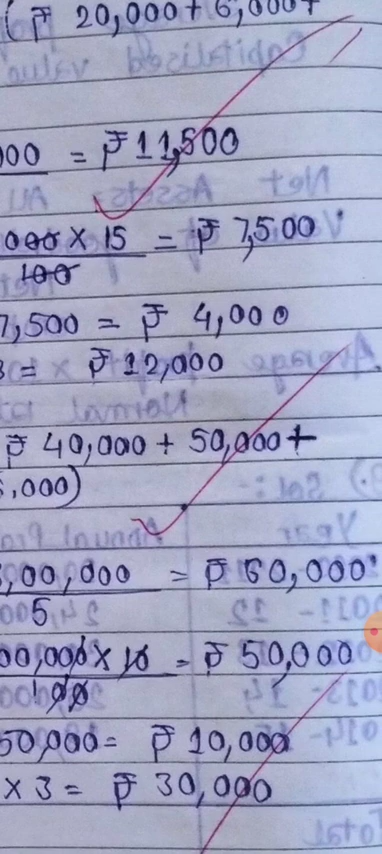 (₹ 20,000 + 6,000 +
000 = ₹ 11,500
000 × 15 = ₹ 7,500
100
7,500 = ₹ 4,000
3 = ₹ 12,000
₹ 40,000 + 50,000 +
,000)
,00,000 = ₹ 60,000
5
00,000 × 10 = ₹ 50,000
100
50,000 = ₹ 10,000
× 3 = ₹ 30,000